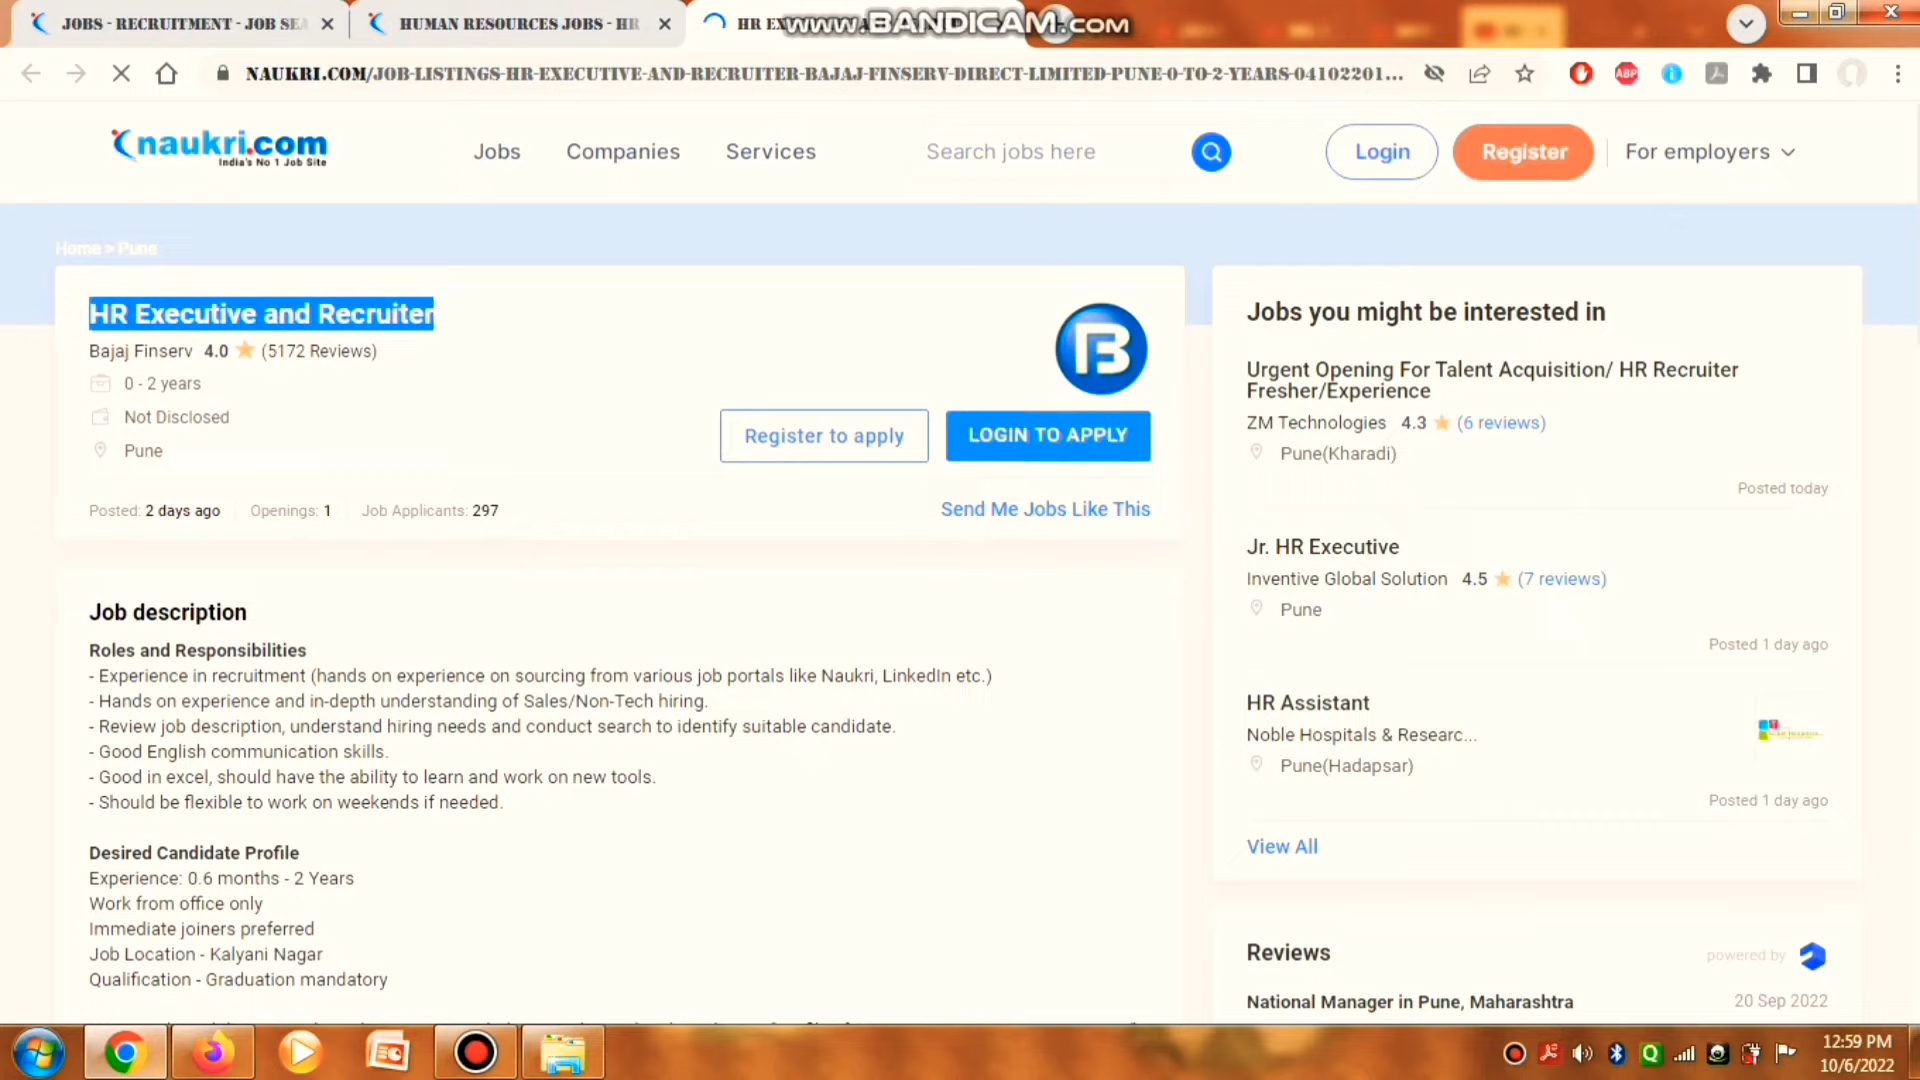 JOBS - RECRUITMENT - JOB SEA
HUMAN RESOURCES JOBS - HR
HR EX
WWW.BANDICAM.COM
NAUKRI.COM/JOB-LISTINGS-HR-EXECUTIVE-AND-RECRUITER-BAJAJ-FINSERV-DIRECT-LIMITED-PUNE-0-TO-2-YEARS-04102201...
ABP
naukri.com
India's No 1 Job Site
Jobs
Companies
Services
Search jobs here
Login
Register
For employers
Home > Pune
HR Executive and Recruiter
Bajaj Finserv 4.0 (5172 Reviews)
0 - 2 years
Not Disclosed
Pune
Register to apply
LOGIN TO APPLY
Posted: 2 days ago
Openings: 1
Job Applicants: 297
Send Me Jobs Like This
Job description
Roles and Responsibilities
- Experience in recruitment (hands on experience on sourcing from various job portals like Naukri, LinkedIn etc.)
- Hands on experience and in-depth understanding of Sales/Non-Tech hiring.
- Review job description, understand hiring needs and conduct search to identify suitable candidate.
- Good English communication skills.
- Good in excel, should have the ability to learn and work on new tools.
- Should be flexible to work on weekends if needed.
Desired Candidate Profile
Experience: 0.6 months - 2 Years
Work from office only
Immediate joiners preferred
Job Location - Kalyani Nagar
Qualification - Graduation mandatory
Jobs you might be interested in
Urgent Opening For Talent Acquisition/ HR Recruiter
Fresher/Experience
ZM Technologies 4.3 (6 reviews)
Pune(Kharadi)
Posted today
Jr. HR Executive
Inventive Global Solution 4.5 (7 reviews)
Pune
Posted 1 day ago
HR Assistant
Noble Hospitals & Researc...
Pune(Hadapsar)
Posted 1 day ago
View All
Reviews
powered by
National Manager in Pune, Maharashtra
20 Sep 2022
12:59 PM
10/6/2022